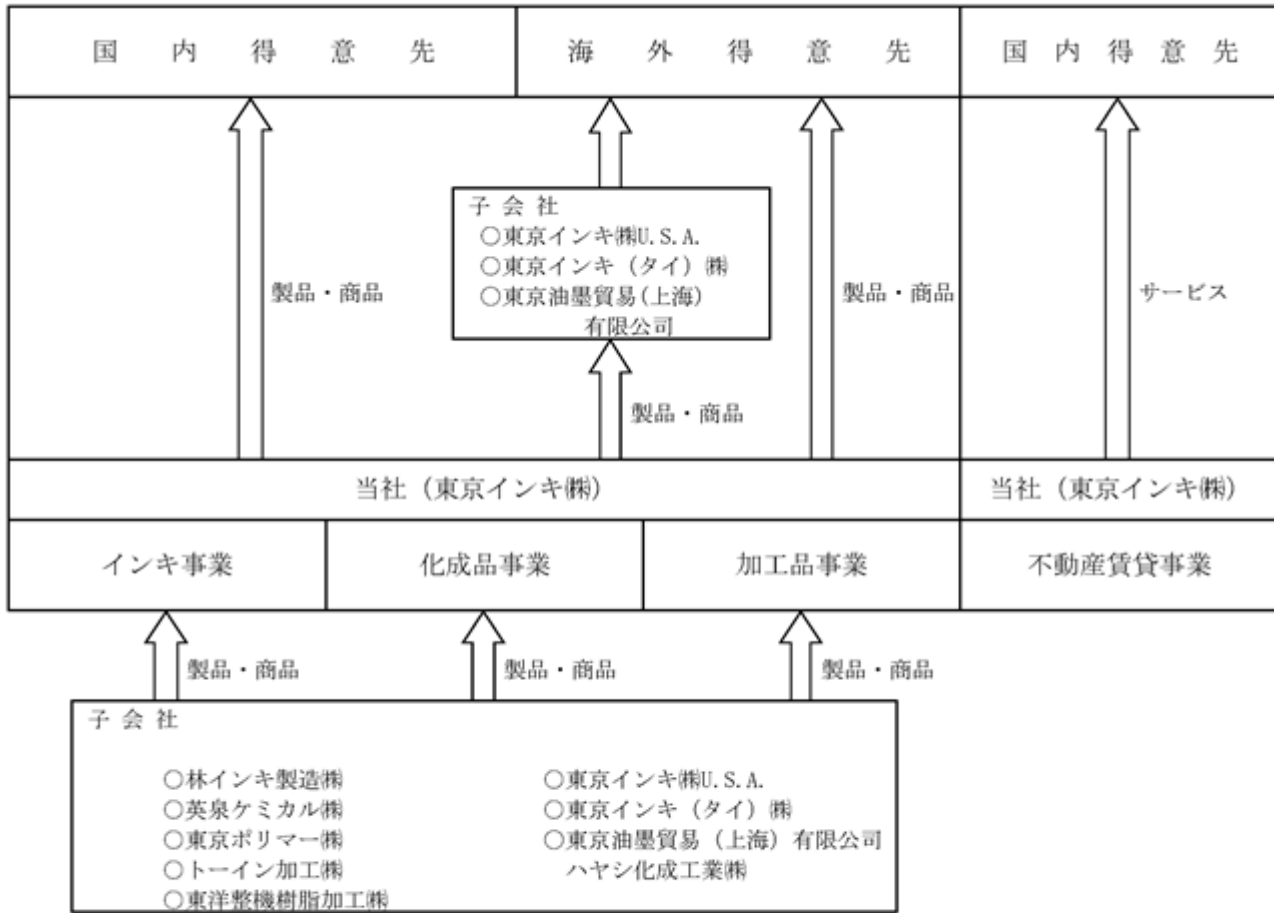 国内得意先
海外得意先
国内得意先
子会社
○東京インキ㈱U.S.A.
○東京インキ（タイ）㈱
○東京油墨貿易(上海)
有限公司
製品・商品
製品・商品
サービス
製品・商品
当社（東京インキ㈱）
当社（東京インキ㈱）
インキ事業
化成品事業
加工品事業
不動産賃貸事業
製品・商品
製品・商品
製品・商品
子会社
○林インキ製造㈱
○英泉ケミカル㈱
○東京ポリマー㈱
○トーイン加工㈱
○東洋整機樹脂加工㈱
○東京インキ㈱U.S.A.
○東京インキ（タイ）㈱
○東京油墨貿易（上海）有限公司
ハヤシ化成工業㈱